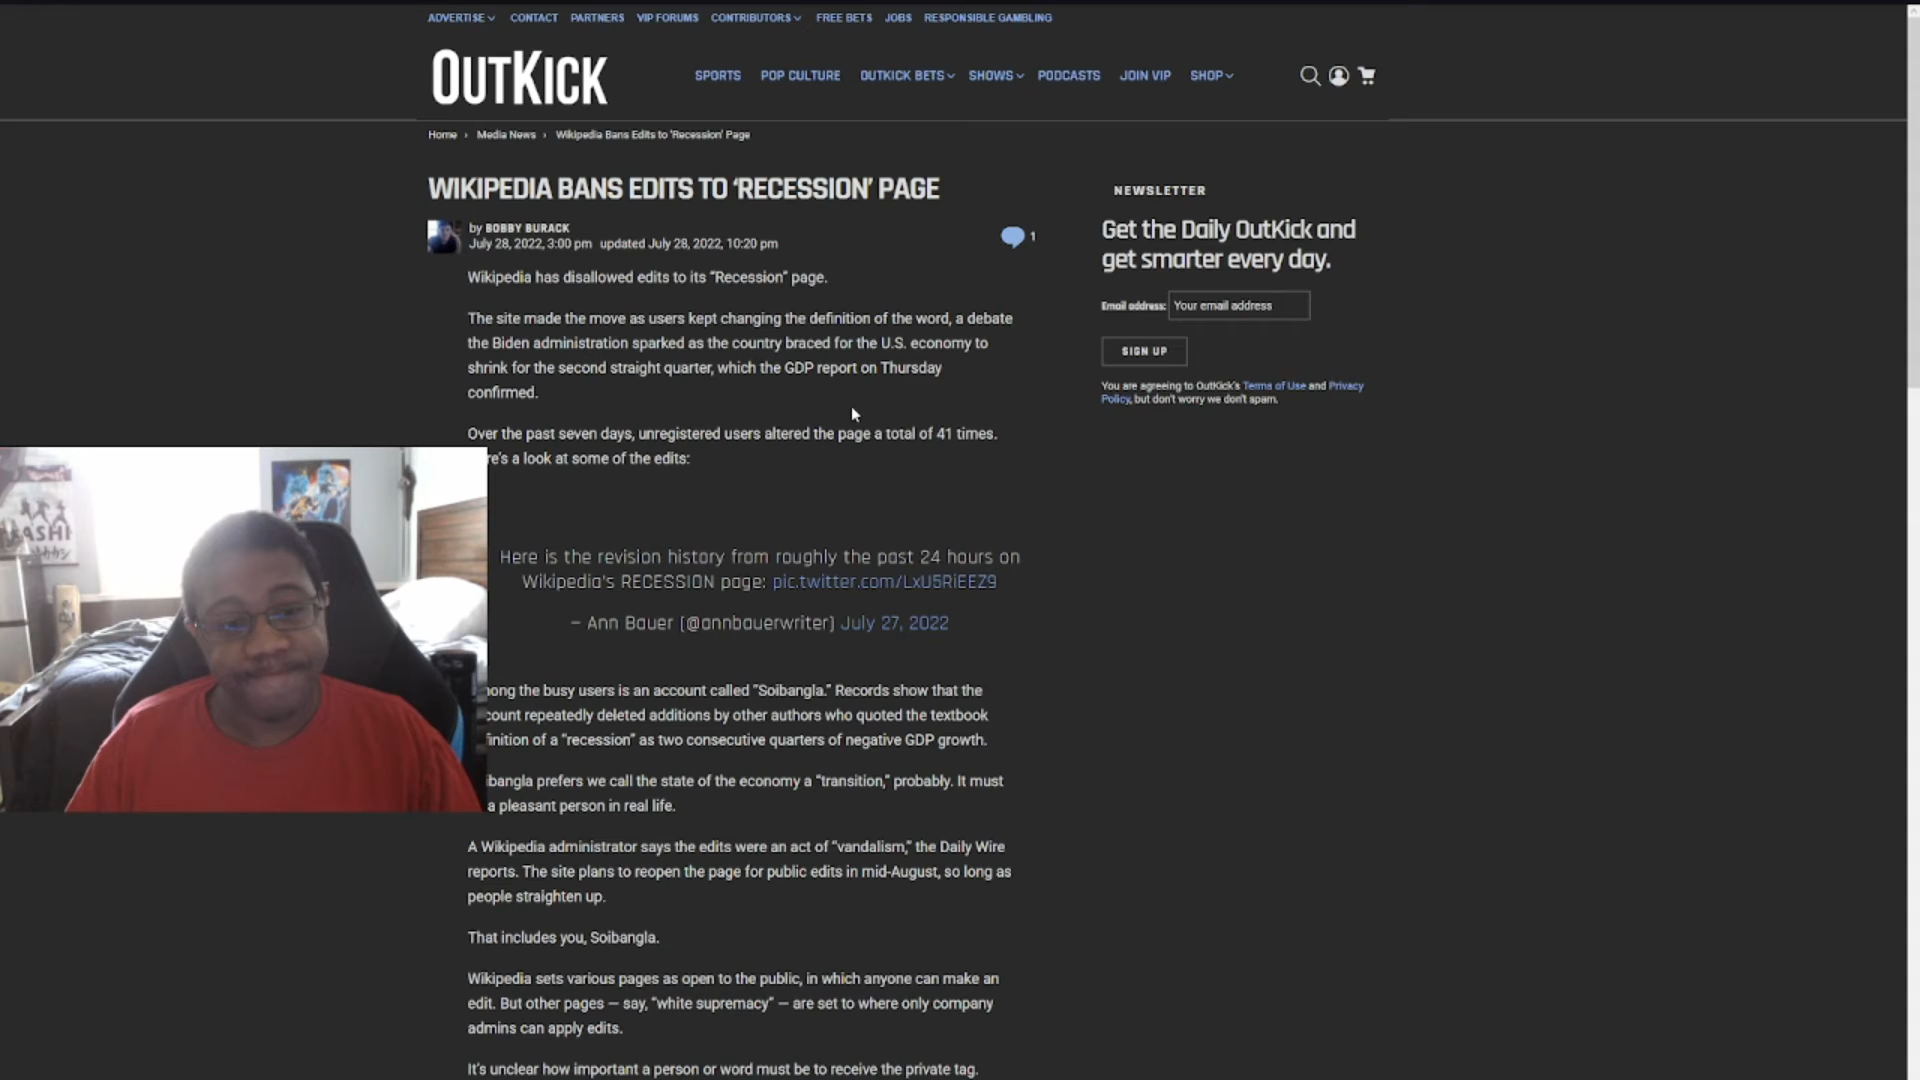 ADVERTISE CONTACT PARTNERS VIP FORUMS CONTRIBUTORS FREE BETS JOBS RESPONSIBLE GAMBLING
OUTKICK
SPORTS POP CULTURE OUTKICK BETS SHOWS PODCASTS JOIN VIP SHOP
Home › Media News › Wikipedia Bans Edits to 'Recession' Page
WIKIPEDIA BANS EDITS TO ‘RECESSION’ PAGE
by BOBBY BURACK
July 28, 2022, 3:00 pm updated July 28, 2022, 10:20 pm
1
Wikipedia has disallowed edits to its “Recession” page.
The site made the move as users kept changing the definition of the word, a debate
the Biden administration sparked as the country braced for the U.S. economy to
shrink for the second straight quarter, which the GDP report on Thursday
confirmed.
Over the past seven days, unregistered users altered the page a total of 41 times.
re’s a look at some of the edits:
Here is the revision history from roughly the past 24 hours on
Wikipedia's RECESSION page: pic.twitter.com/LxU5RiEEZ9
— Ann Bauer (@annbauerwriter) July 27, 2022
ong the busy users is an account called “Soibangla.” Records show that the
count repeatedly deleted additions by other authors who quoted the textbook
finition of a “recession” as two consecutive quarters of negative GDP growth.
ibangla prefers we call the state of the economy a “transition,” probably. It must
a pleasant person in real life.
A Wikipedia administrator says the edits were an act of “vandalism,” the Daily Wire
reports. The site plans to reopen the page for public edits in mid-August, so long as
people straighten up.
That includes you, Soibangla.
Wikipedia sets various pages as open to the public, in which anyone can make an
edit. But other pages — say, “white supremacy” — are set to where only company
admins can apply edits.
It’s unclear how important a person or word must be to receive the private tag.
NEWSLETTER
Get the Daily OutKick and
get smarter every day.
Email address: Your email address
SIGN UP
You are agreeing to OutKick's Terms of Use and Privacy
Policy, but don't worry we don't spam.
ASHI